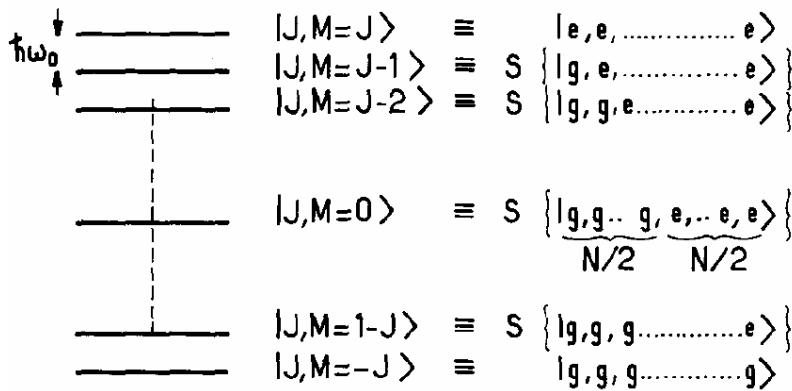 |J,M=J⟩ ≡ |e,e,..............e⟩
ħω₀
|J,M=J-1⟩ ≡ S {|g,e,..............e⟩}
|J,M=J-2⟩ ≡ S {|g,g,e..............e⟩}
|J,M=0⟩ ≡ S {|g,g.. g, e,.. e,e⟩}
N/2 N/2
|J,M=1-J⟩ ≡ S {|g,g,g..............e⟩}
|J,M=-J⟩ ≡ |g,g,g..............g⟩